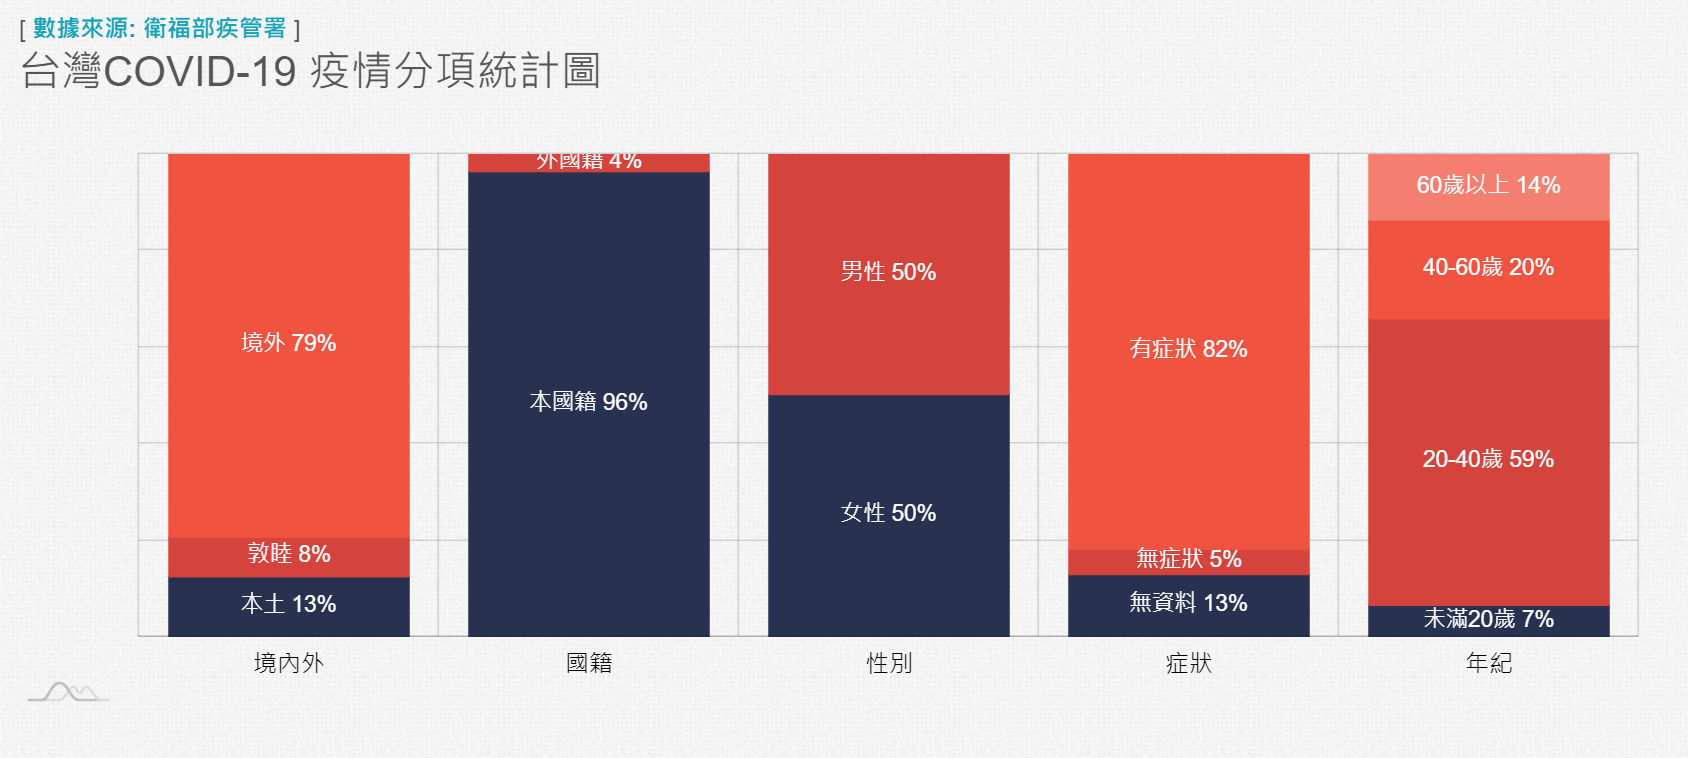 [ 數據來源: 衛福部疾管署 ]
台灣COVID-19 疫情分項統計圖
境外 79%
敦睦 8%
本土 13%
外國籍 4%
本國籍 96%
男性 50%
女性 50%
有症狀 82%
無症狀 5%
無資料 13%
60歲以上 14%
40-60歲 20%
20-40歲 59%
未滿20歲 7%
境內外 國籍 性別 症狀 年紀